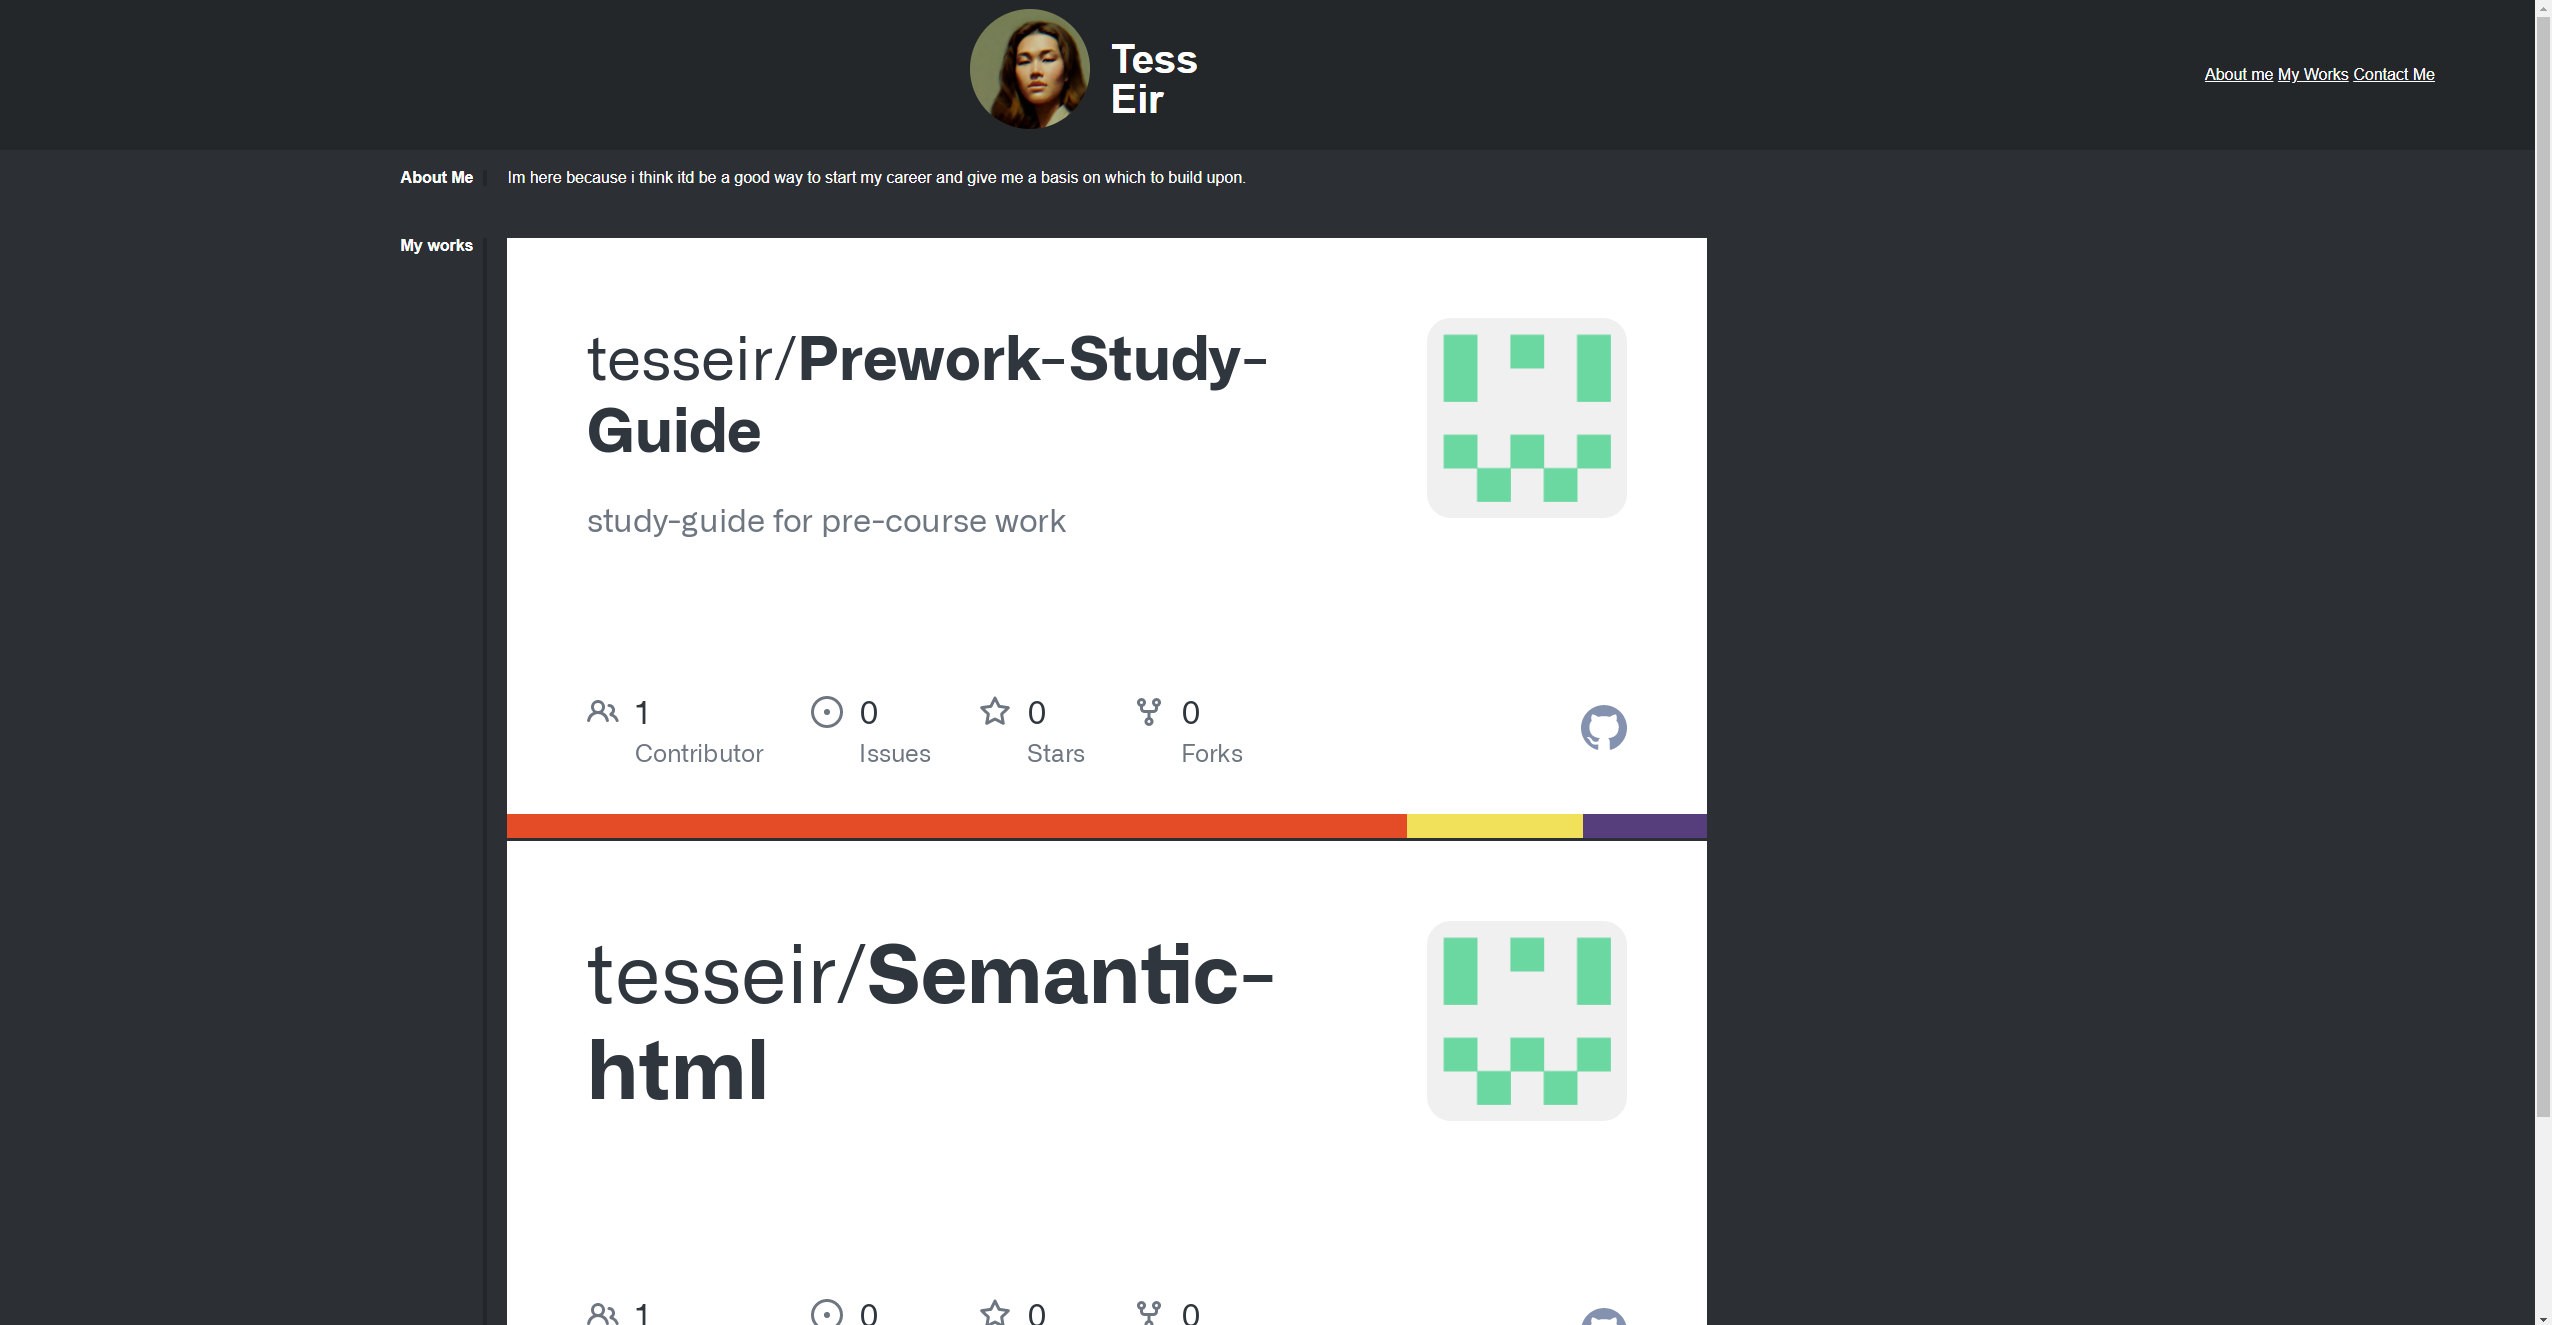 Tess
Eir
About me My Works Contact Me
About Me
Im here because i think itd be a good way to start my career and give me a basis on which to build upon.
My works
tesseir/Prework-Study-
Guide
study-guide for pre-course work
1
Contributor
0
Issues
0
Stars
0
Forks
tesseir/Semantic-
html
1
0
0
0